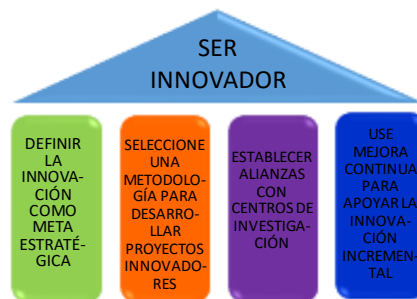 SER
INNOVADOR
DEFINIR
LA
INNOVA-
CIÓN
COMO
META
ESTRATÉ-
GICA
SELECCIONE
UNA
METODOLO-
GÍA PARA
DESARRO-
LLAR
PROYECTOS
INNOVADO-
RES
ESTABLECER
ALIANZAS
CON
CENTROS DE
INVESTIGA-
CIÓN
USE
MEJORA
CONTINUA
PARA
APOYAR LA
INNOVA-
CIÓN
INCREMEN-
TAL